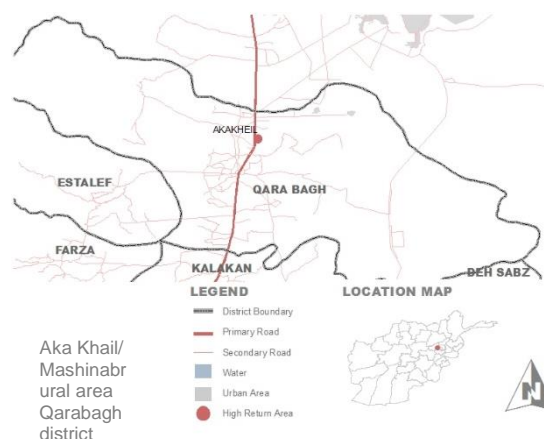 AKAKHEIL
ESTALEF
QARA BAGH
FARZA
KALAKAN
DEH SABZ
LEGEND
District Boundary
Primary Road
Secondary Road
Water
Urban Area
High Return Area
LOCATION MAP
N
Aka Khail/
Mashinabr
ural area
Qarabagh
district